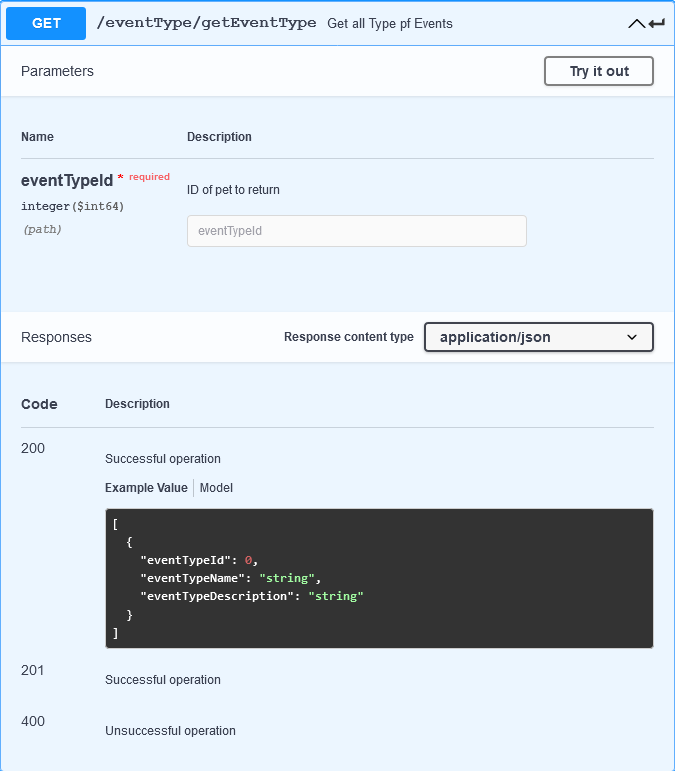 GET /eventType/getEventType Get all Type pf Events
Parameters Try it out
Name Description
eventTypeId * required
ID of pet to return
integer($int64)
(path)
eventTypeId
Responses Response content type application/json
Code Description
200
Successful operation
Example Value Model
[
{
"eventTypeId": 0,
"eventTypeName": "string",
"eventTypeDescription": "string"
}
]
201
Successful operation
400
Unsuccessful operation